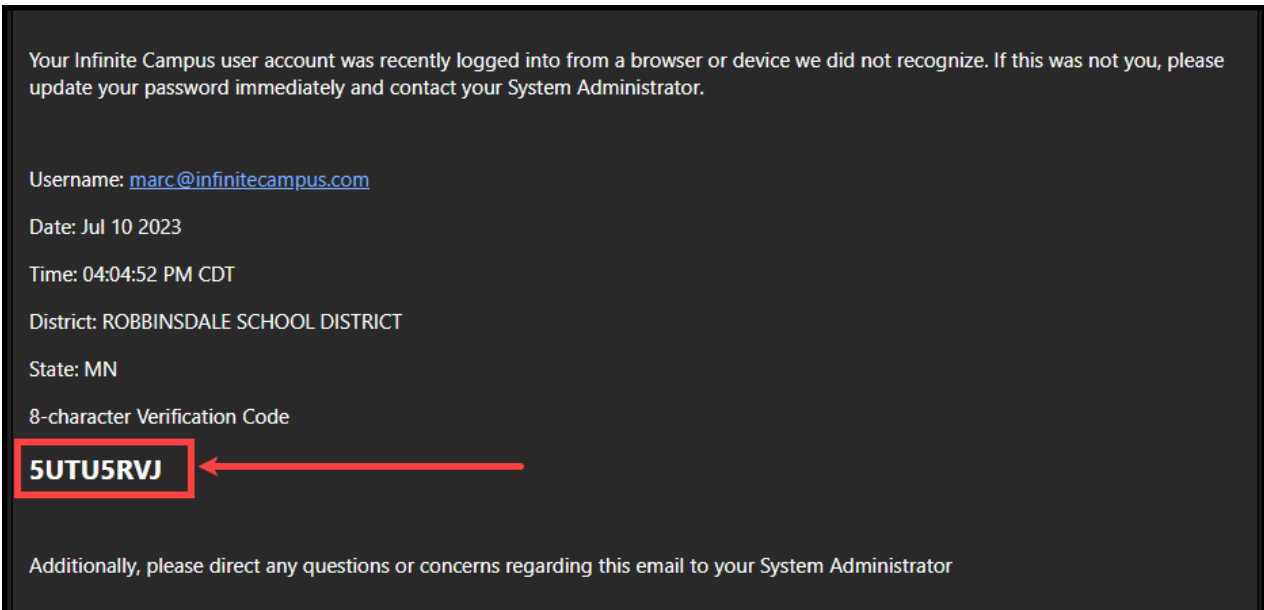 Your Infinite Campus user account was recently logged into from a browser or device we did not recognize. If this was not you, please
update your password immediately and contact your System Administrator.
Username: marc@infinitecampus.com
Date: Jul 10 2023
Time: 04:04:52 PM CDT
District: ROBBINSDALE SCHOOL DISTRICT
State: MN
8-character Verification Code
5UTU5RVJ
Additionally, please direct any questions or concerns regarding this email to your System Administrator